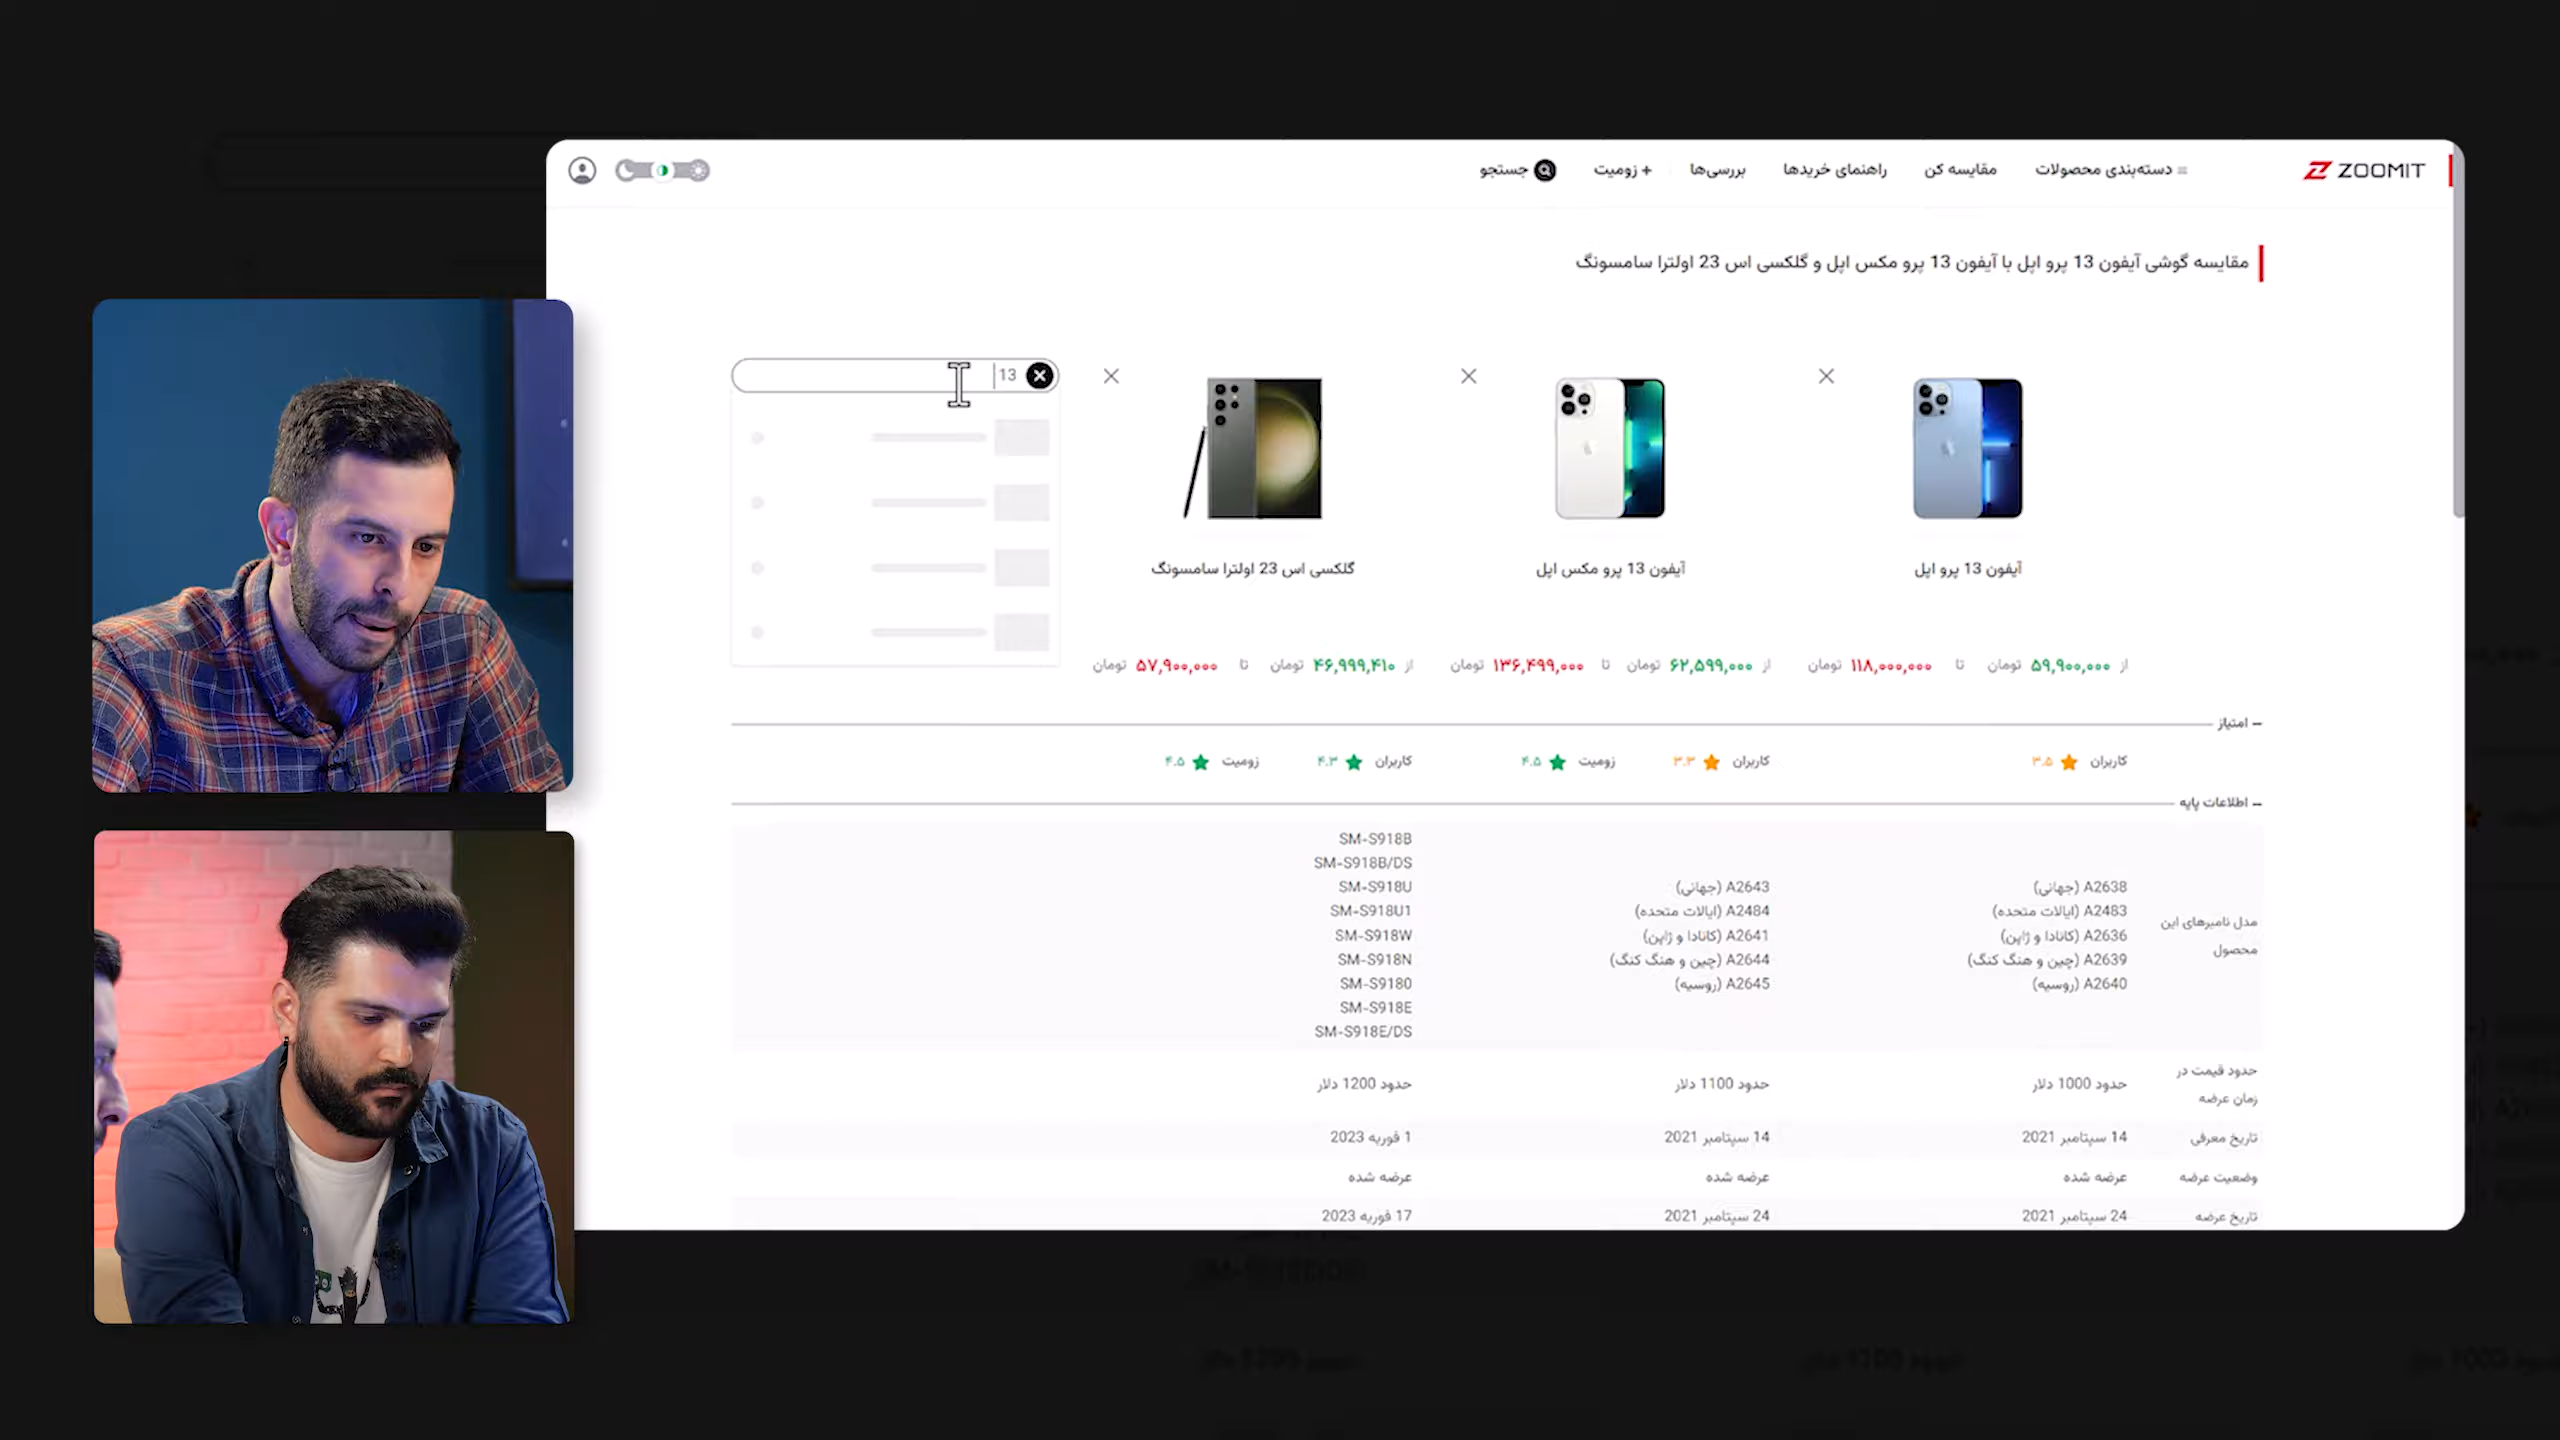 ZOOMIT
دسته‌بندی محصولات
مقایسه کن
راهنمای خریدها
بررسی‌ها
+ زومیت
جستجو
مقایسه گوشی آیفون 13 پرو اپل با آیفون 13 پرو مکس اپل و گلکسی اس 23 اولترا سامسونگ
13
آیفون 13 پرو اپل
آیفون 13 پرو مکس اپل
گلکسی اس 23 اولترا سامسونگ
از ۵۹,۹۰۰,۰۰۰ تومان تا ۱۱۸,۰۰۰,۰۰۰ تومان
از ۶۲,۵۹۹,۰۰۰ تومان تا ۱۳۶,۴۹۹,۰۰۰ تومان
از ۴۶,۹۹۹,۴۱۰ تومان تا ۵۷,۹۰۰,۰۰۰ تومان
– امتیاز
کاربران ۳.۵
کاربران ۳.۳ زومیت ۴.۵
کاربران ۴.۳ زومیت ۴.۵
– اطلاعات پایه
مدل نامبرهای این
محصول
A2638 (جهانی)
A2483 (ایالات متحده)
A2636 (کانادا و ژاپن)
A2639 (چین و هنگ کنگ)
A2640 (روسیه)
A2643 (جهانی)
A2484 (ایالات متحده)
A2641 (کانادا و ژاپن)
A2644 (چین و هنگ کنگ)
A2645 (روسیه)
SM-S918B
SM-S918B/DS
SM-S918U
SM-S918U1
SM-S918W
SM-S918N
SM-S9180
SM-S918E
SM-S918E/DS
حدود قیمت در
زمان عرضه
حدود 1000 دلار
حدود 1100 دلار
حدود 1200 دلار
تاریخ معرفی
14 سپتامبر 2021
14 سپتامبر 2021
1 فوریه 2023
وضعیت عرضه
عرضه شده
عرضه شده
عرضه شده
تاریخ عرضه
24 سپتامبر 2021
24 سپتامبر 2021
17 فوریه 2023